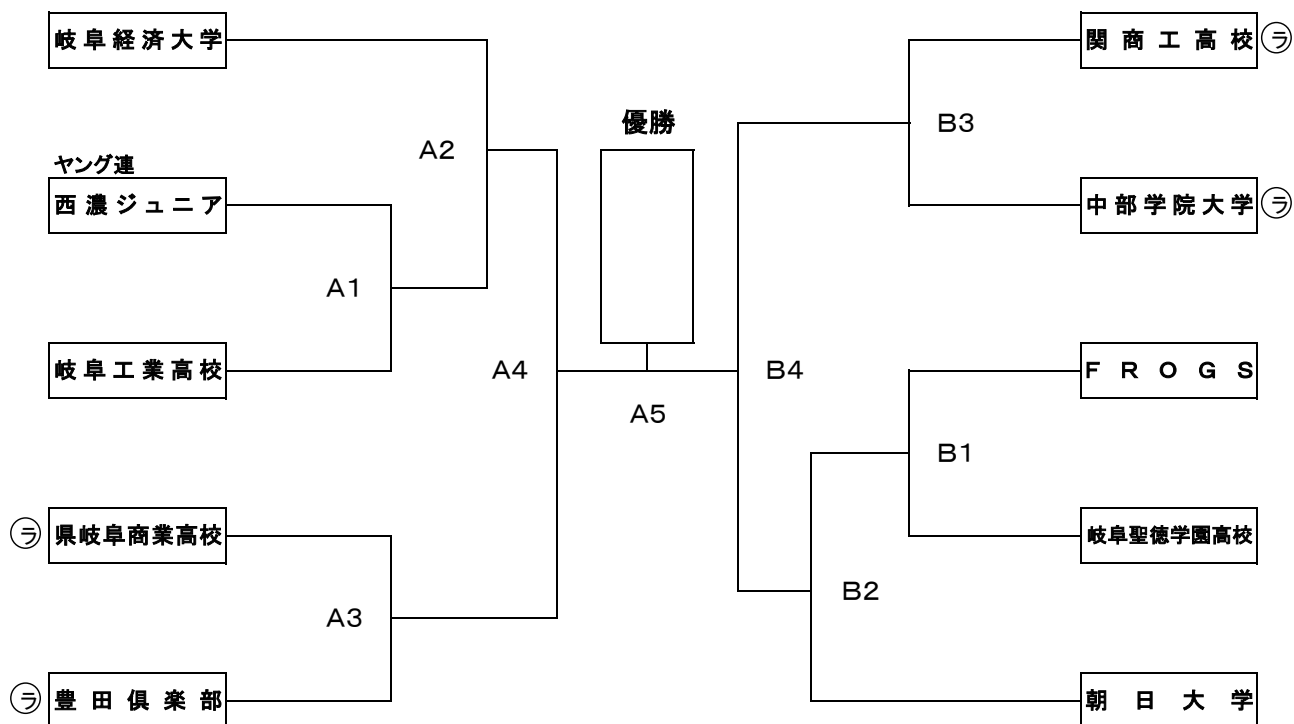 岐阜経済大学
A2
ヤング連
西濃ジュニア
A1
岐阜工業高校
A4
㋶ 県岐阜商業高校
A3
㋶ 豊田倶楽部
優勝
A5
関商工高校 ㋶
B3
中部学院大学 ㋶
B4
FROGS
B1
岐阜聖徳学園高校
B2
朝日大学